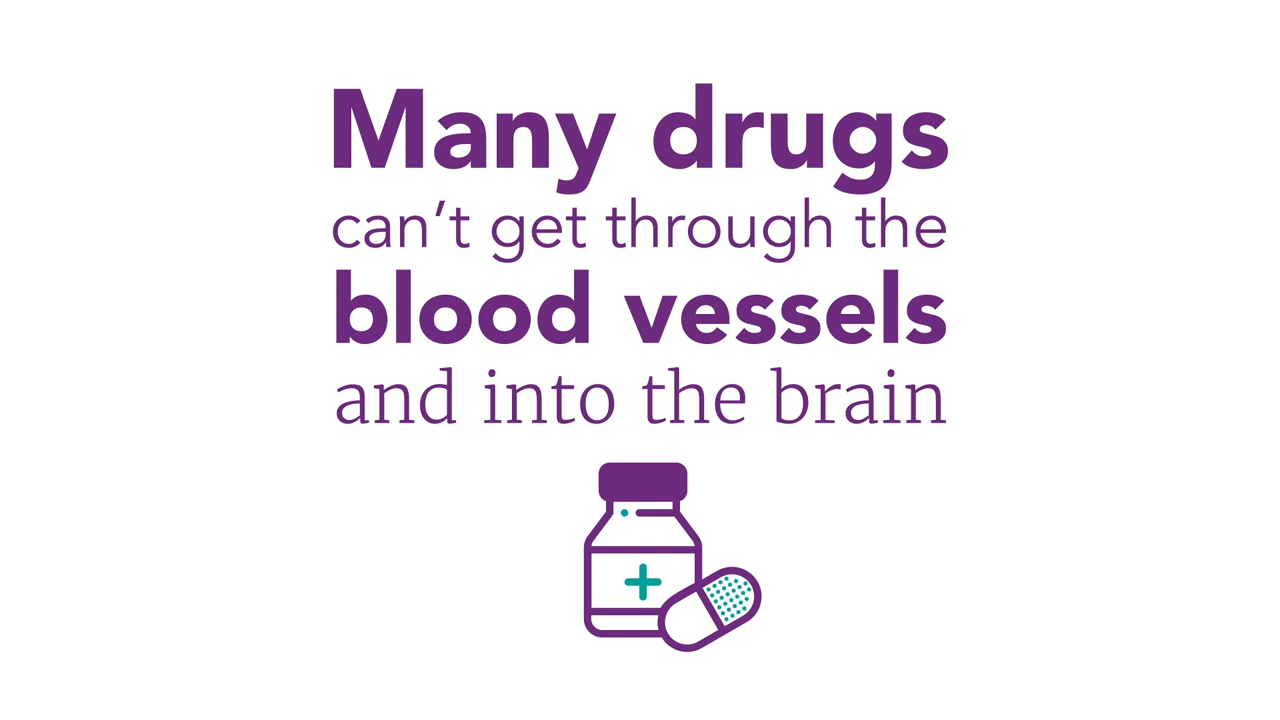 Many drugs
can’t get through the
blood vessels
and into the brain